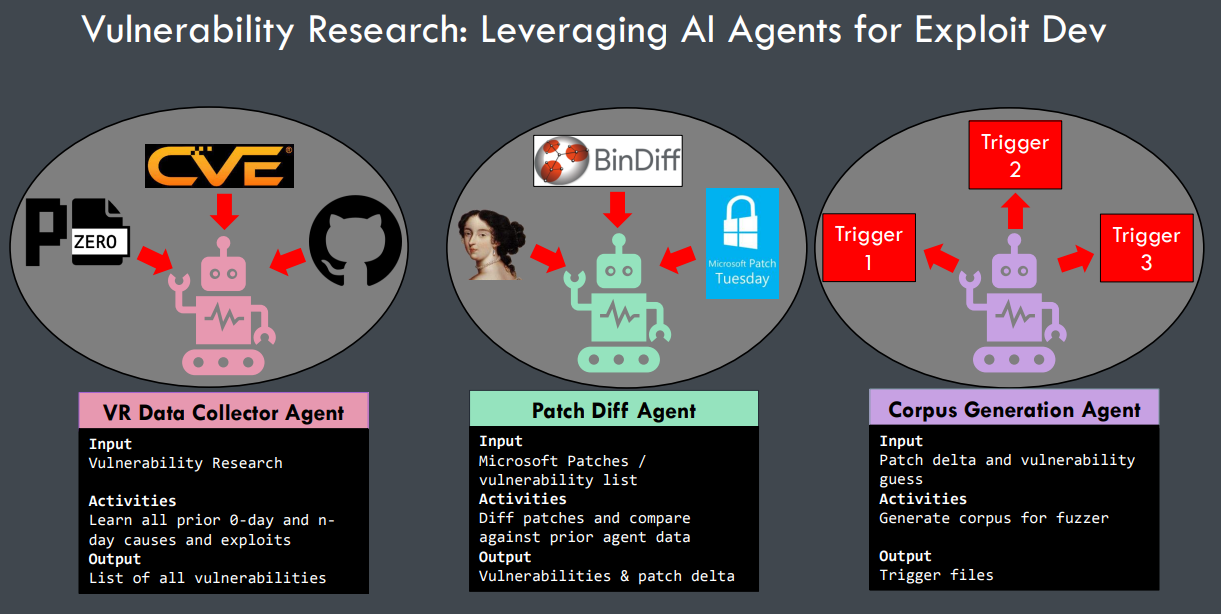 Vulnerability Research: Leveraging AI Agents for Exploit Dev
CVE®
P
ZERO
BinDiff
Microsoft Patch
Tuesday
Trigger
2
Trigger
1
Trigger
3
VR Data Collector Agent
Input
Vulnerability Research
Activities
Learn all prior 0-day and n-
day causes and exploits
Output
List of all vulnerabilities
Patch Diff Agent
Input
Microsoft Patches /
vulnerability list
Activities
Diff patches and compare
against prior agent data
Output
Vulnerabilities & patch delta
Corpus Generation Agent
Input
Patch delta and vulnerability
guess
Activities
Generate corpus for fuzzer
Output
Trigger files